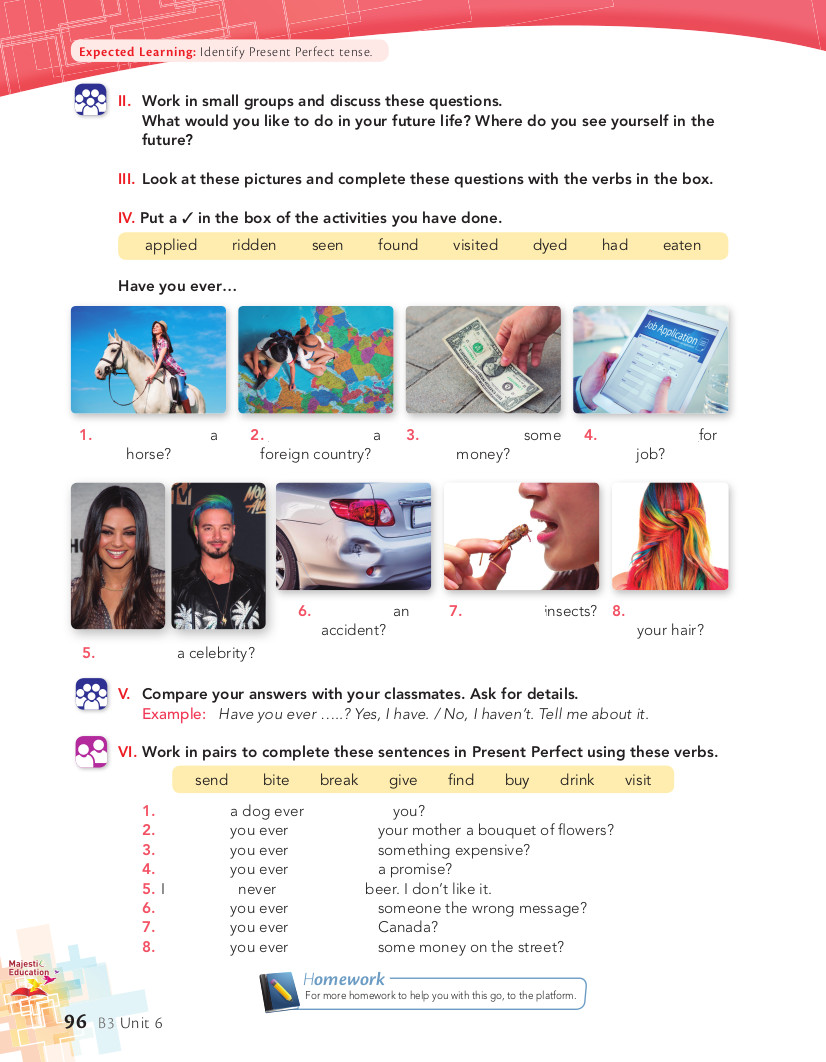 Expected Learning: Identify Present Perfect tense.
II. Work in small groups and discuss these questions.
What would you like to do in your future life? Where do you see yourself in the
future?
III. Look at these pictures and complete these questions with the verbs in the box.
IV. Put a ✓ in the box of the activities you have done.
applied ridden seen found visited dyed had eaten
Have you ever…
Job Application
1. a
horse?
2. a
foreign country?
3. some
money?
4. for
job?
5. a celebrity?
6. an
accident?
7. insects?
8.
your hair?
V. Compare your answers with your classmates. Ask for details.
Example: Have you ever …..? Yes, I have. / No, I haven’t. Tell me about it.
VI. Work in pairs to complete these sentences in Present Perfect using these verbs.
send bite break give find buy drink visit
1. a dog ever you?
2. you ever your mother a bouquet of flowers?
3. you ever something expensive?
4. you ever a promise?
5. I never beer. I don’t like it.
6. you ever someone the wrong message?
7. you ever Canada?
8. you ever some money on the street?
Homework
For more homework to help you with this go, to the platform.
Majestic
Education
96 B3 Unit 6